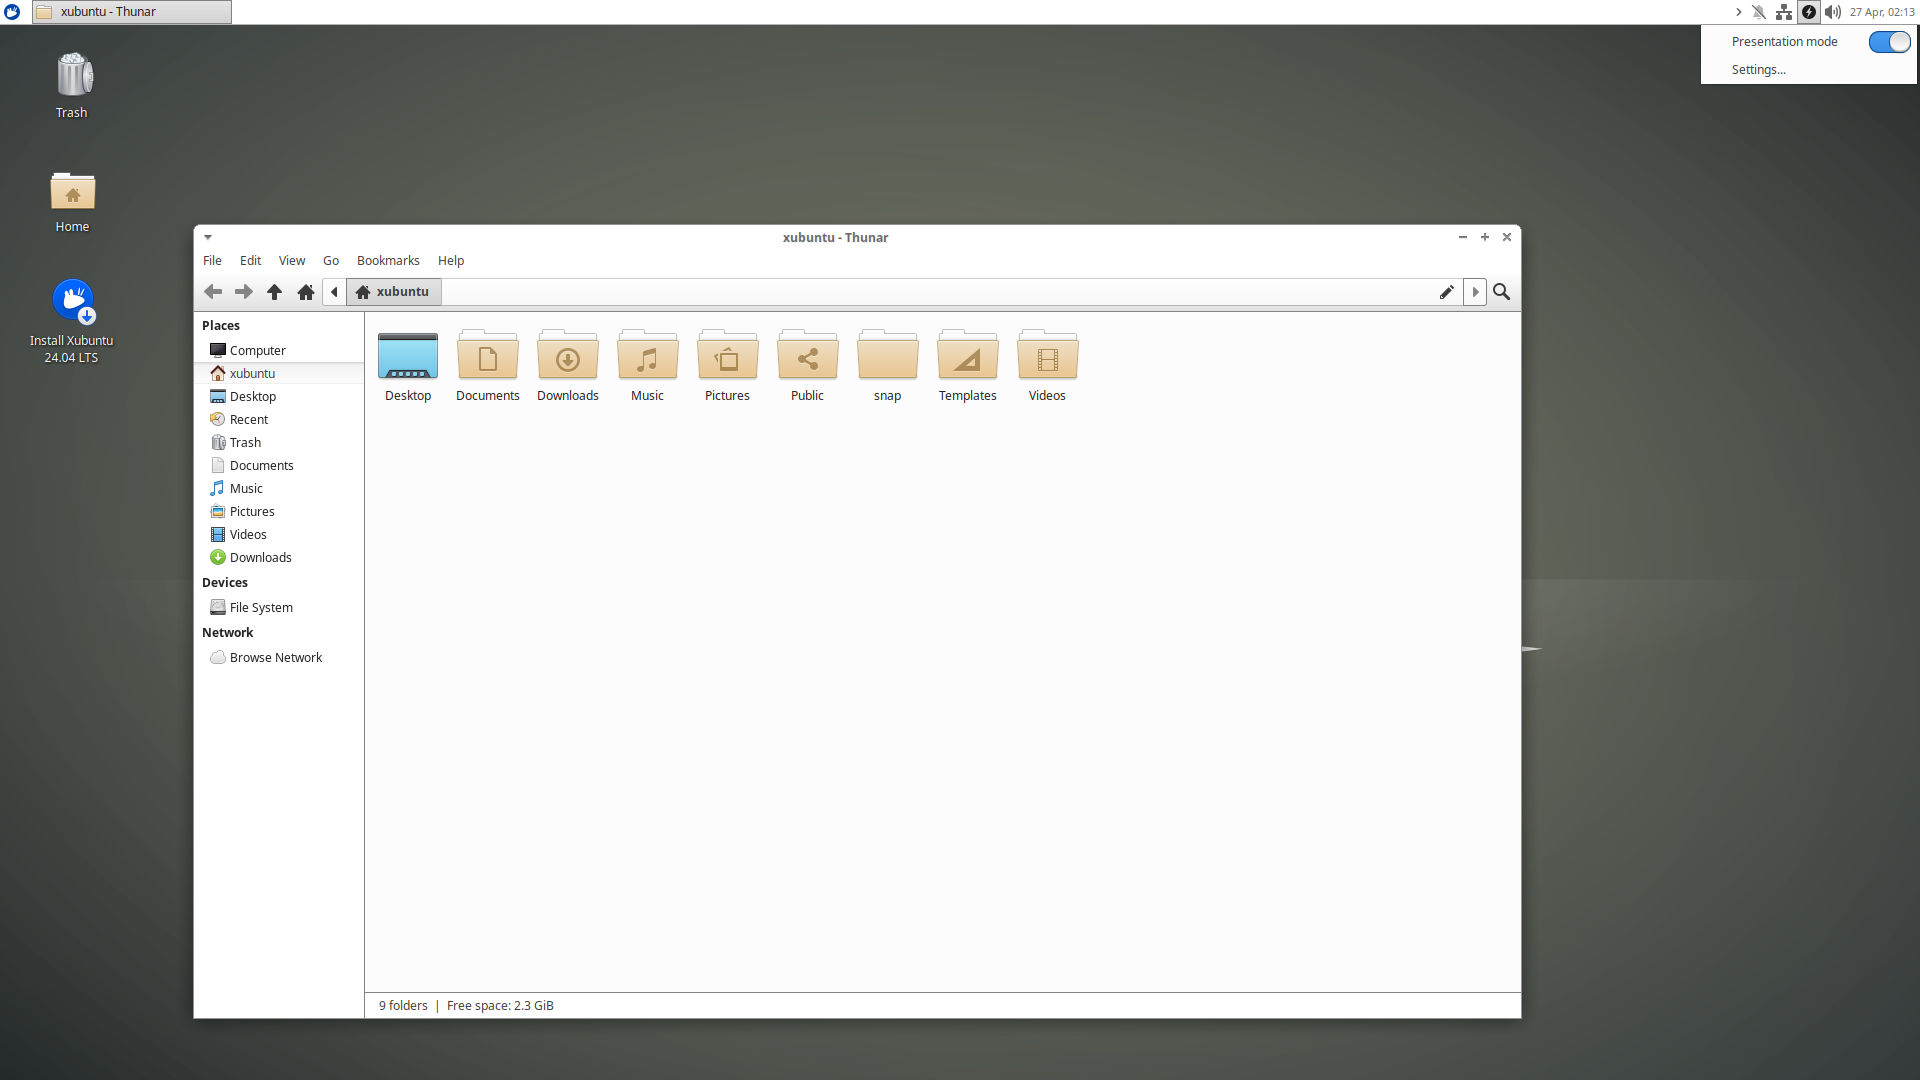 xubuntu - Thunar
27 Apr, 02:13
Presentation mode
Settings...
Trash
Home
Install Xubuntu
24.04 LTS
xubuntu - Thunar
File Edit View Go Bookmarks Help
xubuntu
Places
Computer
xubuntu
Desktop
Recent
Trash
Documents
Music
Pictures
Videos
Downloads
Devices
File System
Network
Browse Network
Desktop Documents Downloads Music Pictures Public snap Templates Videos
9 folders | Free space: 2.3 GiB